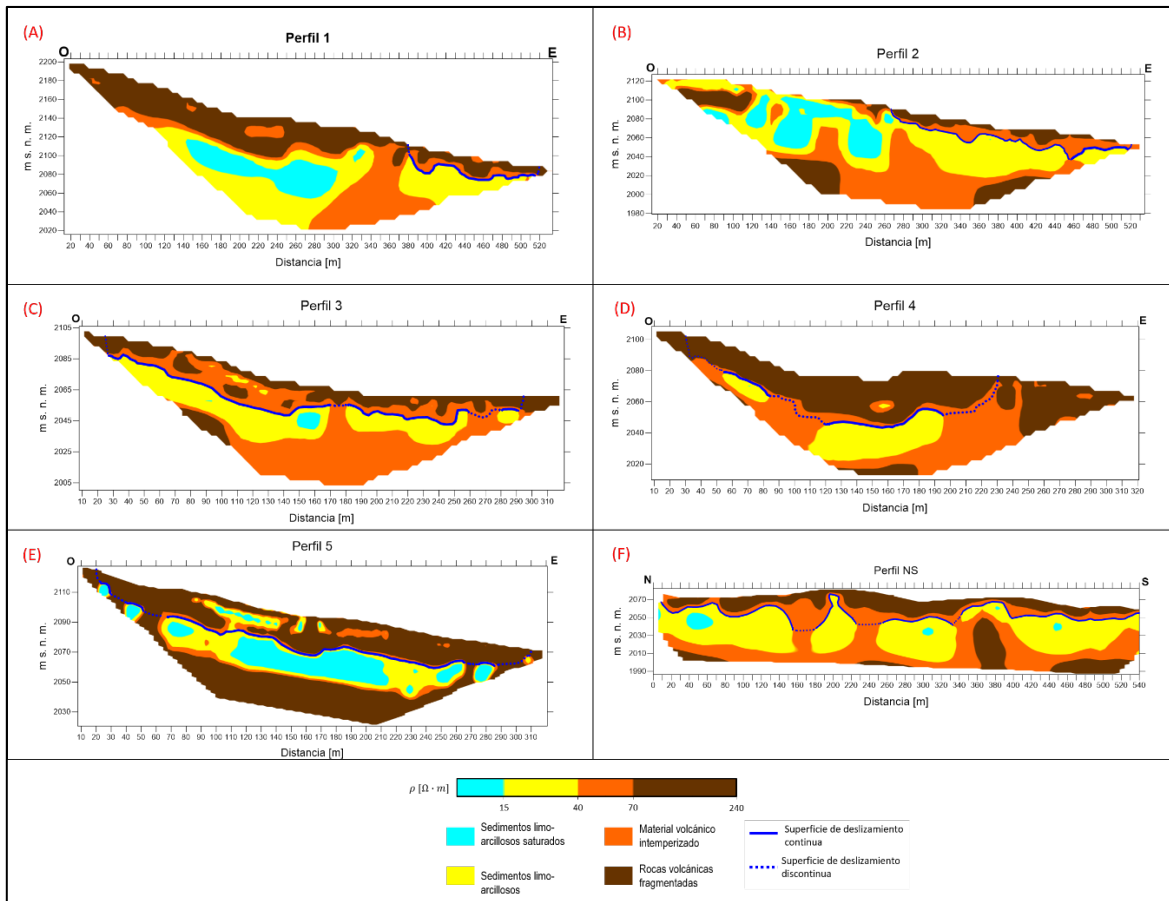 (A)
Perfil 1
O
E
2200
2180
2160
2140
2120
2100
2080
2060
2040
2020
m s. n. m.
20 40 60 80 100 120 140 160 180 200 220 240 260 280 300 320 340 360 380 400 420 440 460 480 500 520
Distancia [m]
(B)
Perfil 2
O
E
2120
2100
2080
2060
2040
2020
2000
1980
m s. n. m.
20 40 60 80 100 120 140 160 180 200 220 240 260 280 300 320 340 360 380 400 420 440 460 480 500 520
Distancia [m]
(C)
Perfil 3
O
E
2105
2085
2065
2045
2025
2005
m s. n. m.
10 20 30 40 50 60 70 80 90 100 110 120 130 140 150 160 170 180 190 200 210 220 230 240 250 260 270 280 290 300 310
Distancia [m]
(D)
Perfil 4
O
E
2100
2080
2060
2040
2020
m s. n. m.
10 20 30 40 50 60 70 80 90 100 110 120 130 140 150 160 170 180 190 200 210 220 230 240 250 260 270 280 290 300 310 320
Distancia [m]
(E)
Perfil 5
O
E
2110
2090
2070
2050
2030
m s. n. m.
10 20 30 40 50 60 70 80 90 100 110 120 130 140 150 160 170 180 190 200 210 220 230 240 250 260 270 280 290 300 310
Distancia [m]
(F)
Perfil NS
N
S
2070
2050
2030
2010
1990
m s. n. m.
0 20 40 60 80 100 120 140 160 180 200 220 240 260 280 300 320 340 360 380 400 420 440 460 480 500 520 540
Distancia [m]
ρ [Ω · m]
15 40 70 240
Sedimentos limo-
arcillosos saturados
Material volcánico
intemperizado
Superficie de deslizamiento
continua
Sedimentos limo-
arcillosos
Rocas volcánicas
fragmentadas
Superficie de deslizamiento
discontinua